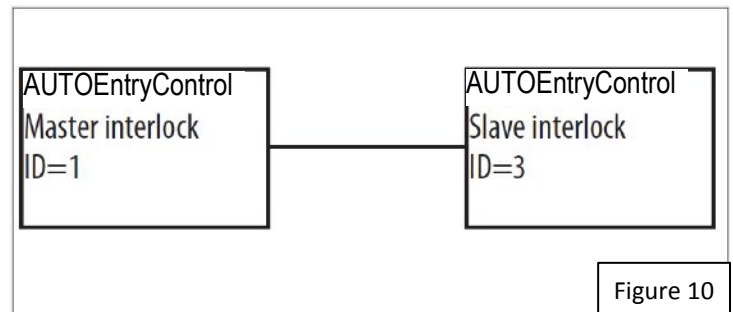 AUTOEntryControl
Master interlock
ID=1
AUTOEntryControl
Slave interlock
ID=3
Figure 10